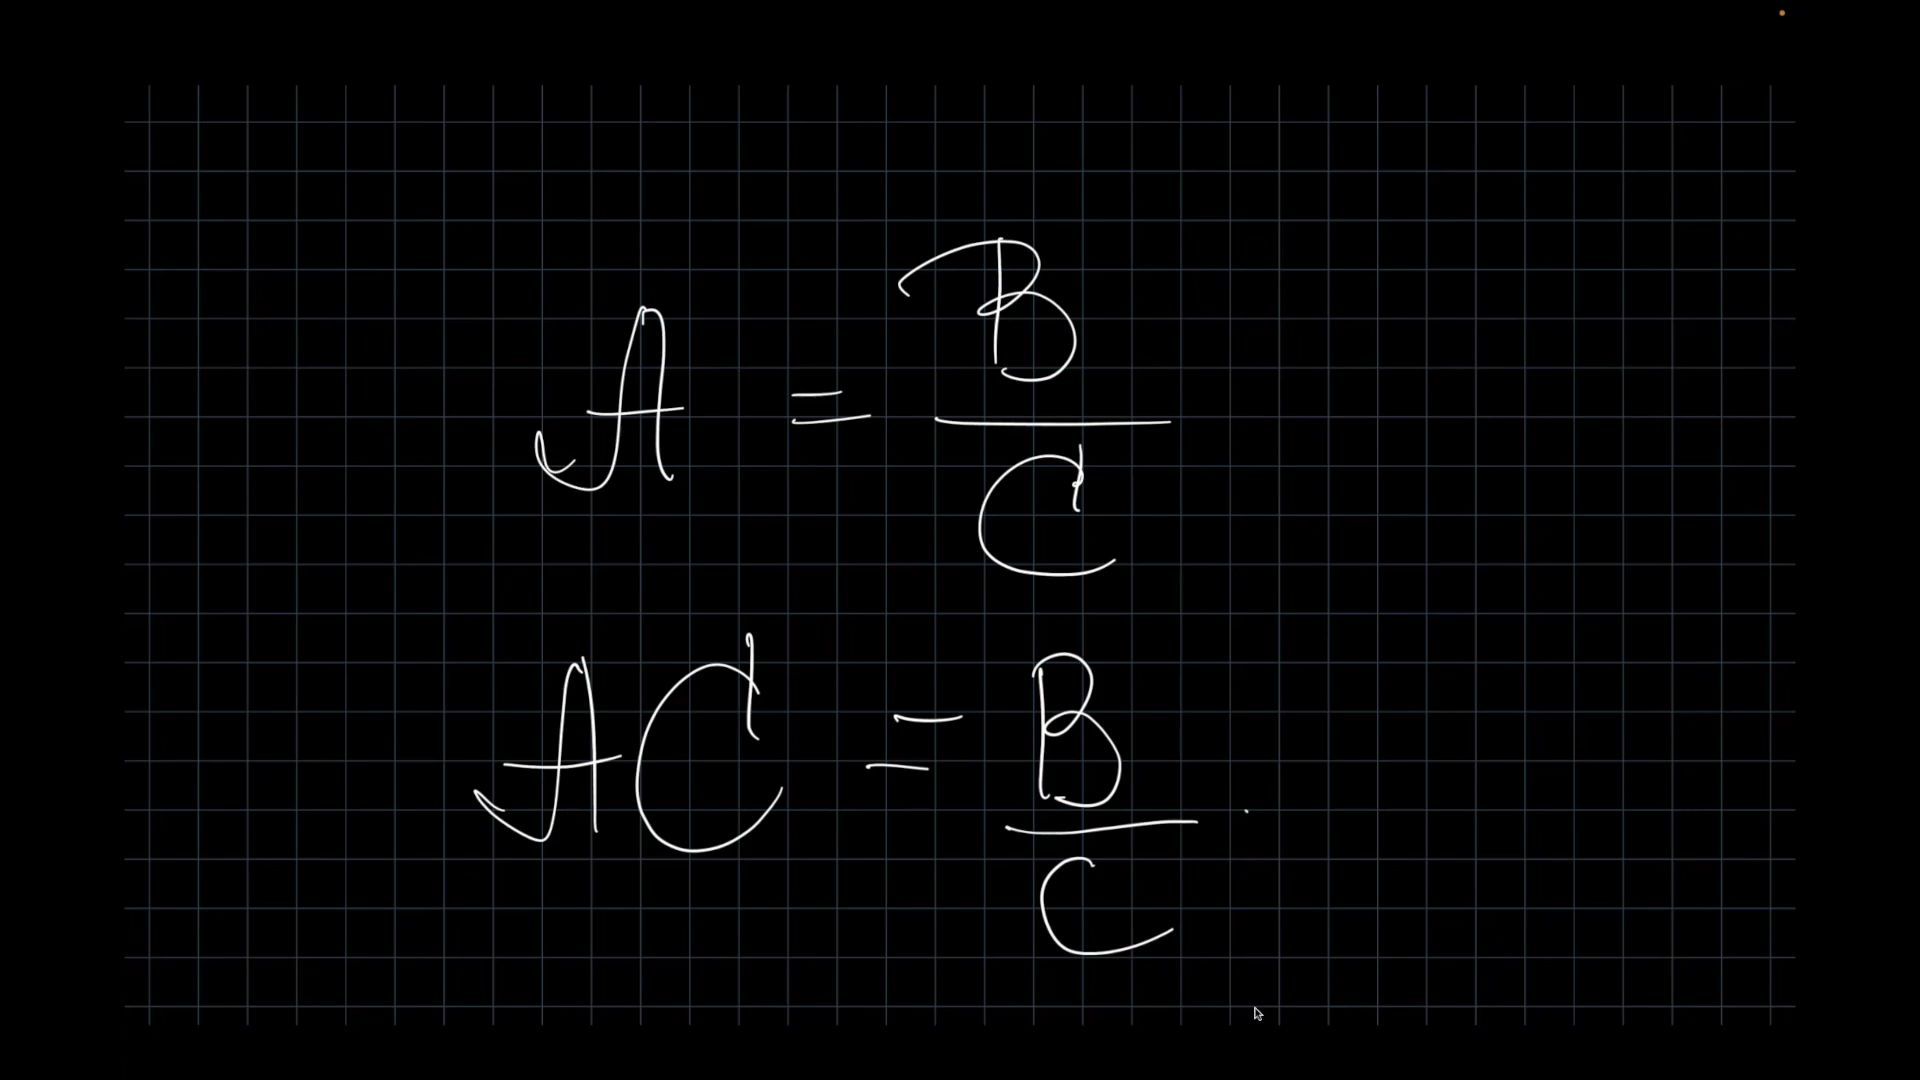 A = B/C
AC = B/C .